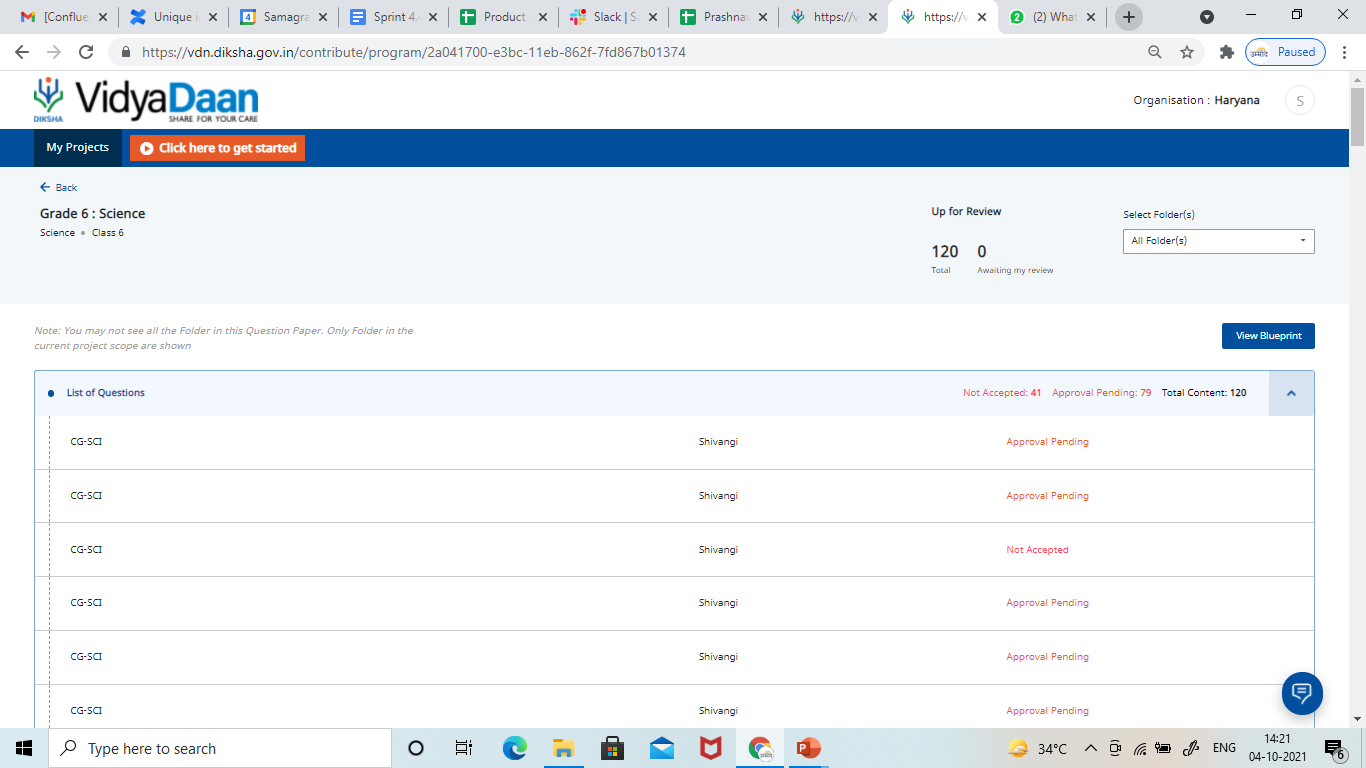 [Conflue
Unique i
4
Samagra
Sprint 4.
Product
Slack | Sa
Prashna
https://v
https://v
2
(2) What
https://vdn.diksha.gov.in/contribute/program/2a041700-e3bc-11eb-862f-7fd867b01374
Paused
DIKSHA
VidyaDaan
SHARE FOR YOUR CARE
Organisation : Haryana
S
My Projects
Click here to get started
Back
Grade 6 : Science
Science • Class 6
Up for Review
120 0
Total Awaiting my review
Select Folder(s)
All Folder(s)
Note: You may not see all the Folder in this Question Paper. Only Folder in the
current project scope are shown
View Blueprint
List of Questions Not Accepted: 41 Approval Pending: 79 Total Content: 120
CG-SCI Shivangi Approval Pending
CG-SCI Shivangi Approval Pending
CG-SCI Shivangi Not Accepted
CG-SCI Shivangi Approval Pending
CG-SCI Shivangi Approval Pending
CG-SCI Shivangi Approval Pending
Type here to search
34°C
ENG
14:21
04-10-2021
6